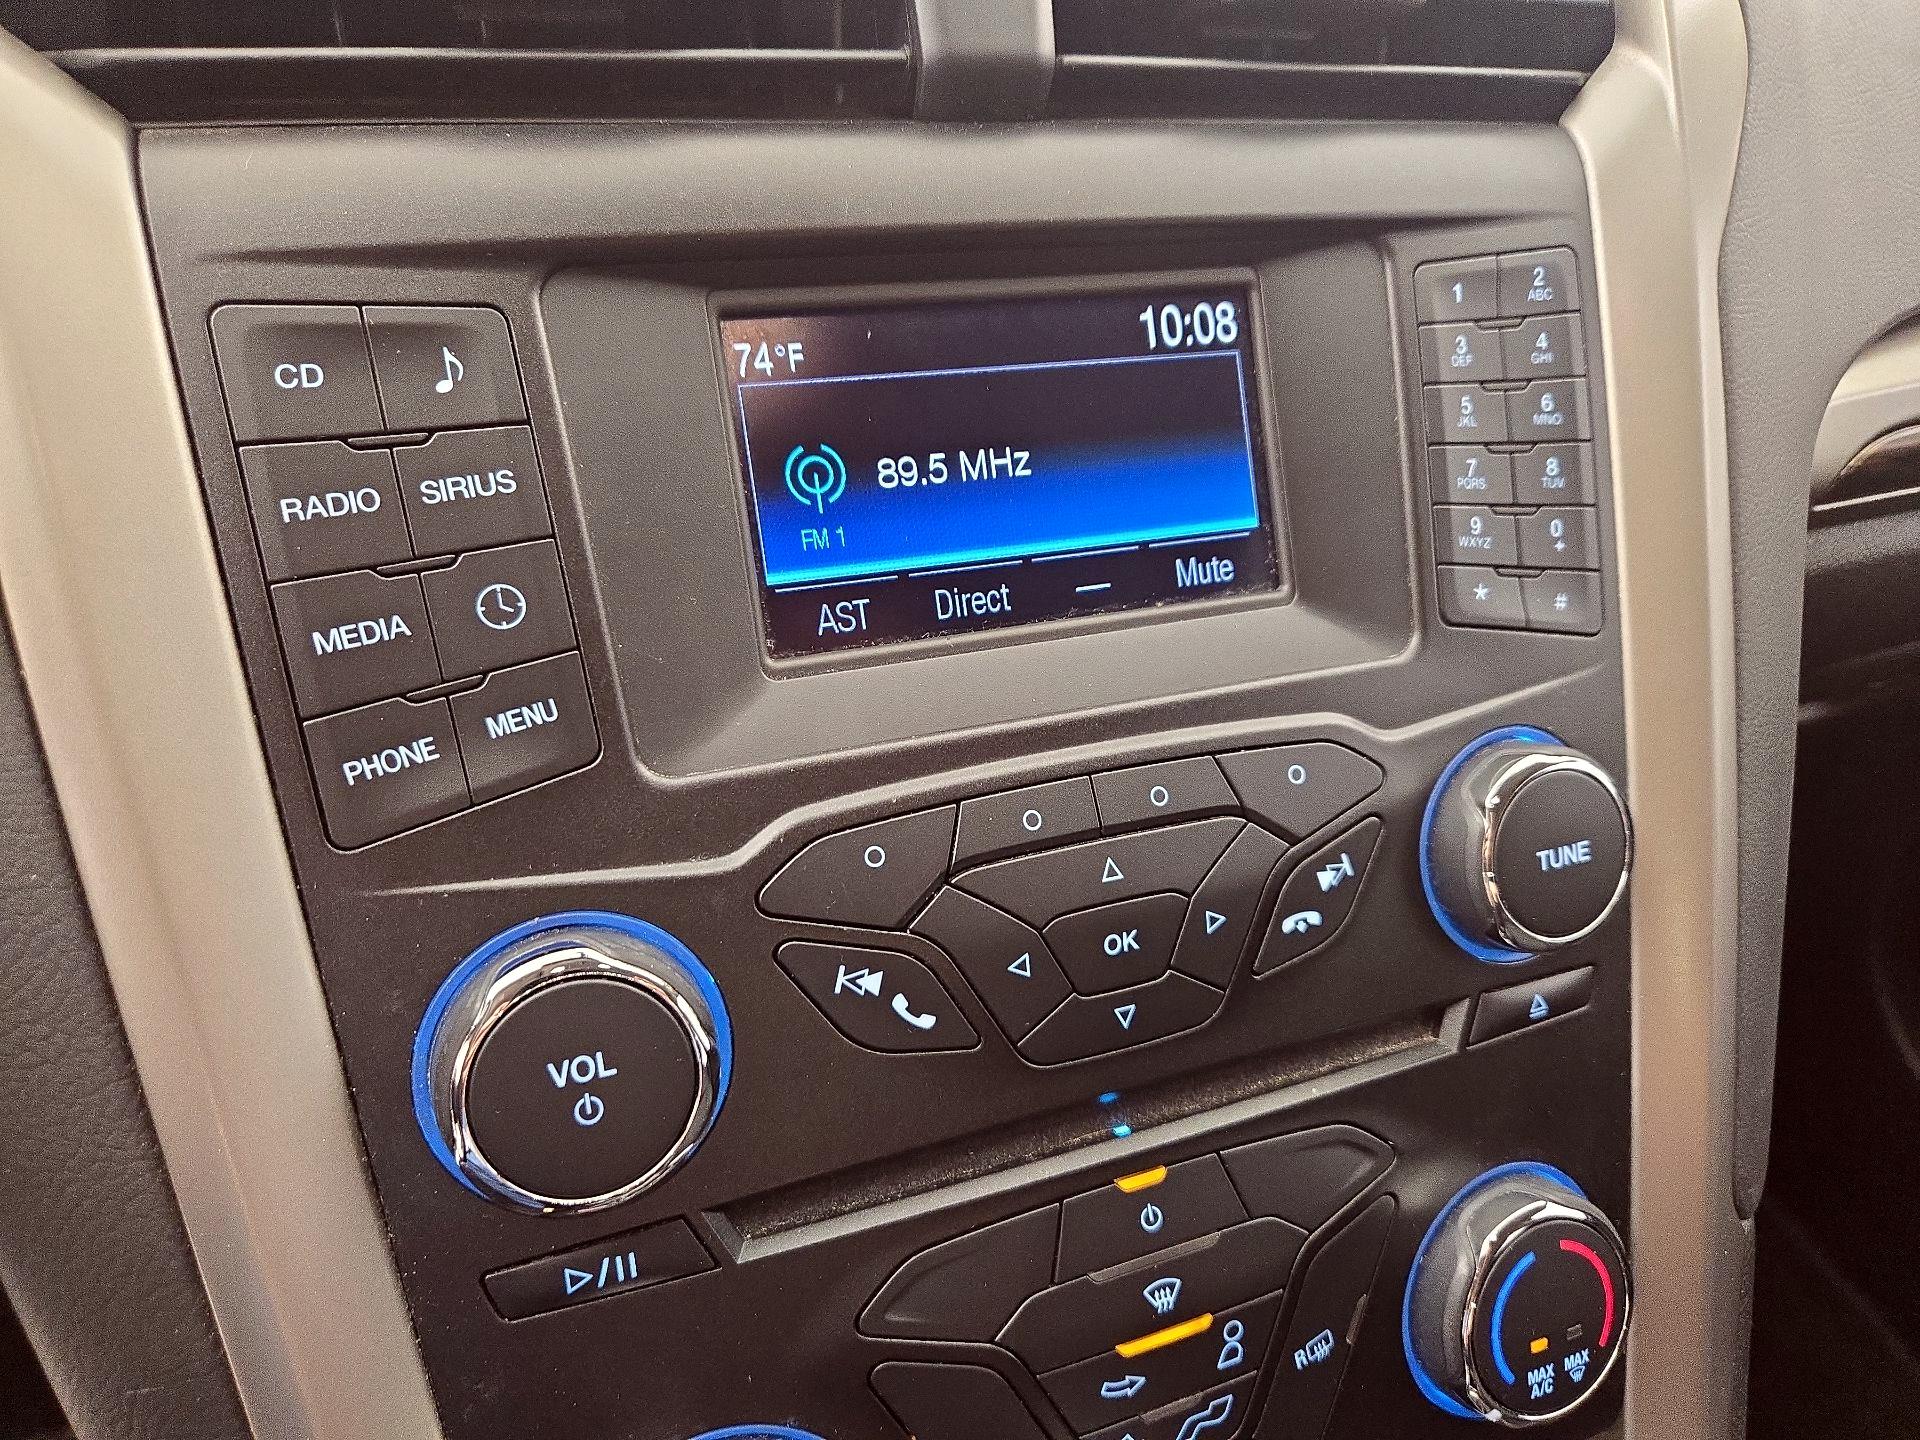 74°F
10:08
89.5 MHz
FM 1
AST
Direct
—
Mute
CD
RADIO
SIRIUS
MEDIA
PHONE
MENU
1
2
ABC
3
DEF
4
GHI
5
JKL
6
MNO
7
PQRS
8
TUV
9
WXYZ
0
+
*
#
TUNE
OK
VOL
R
MAX
A/C
MAX